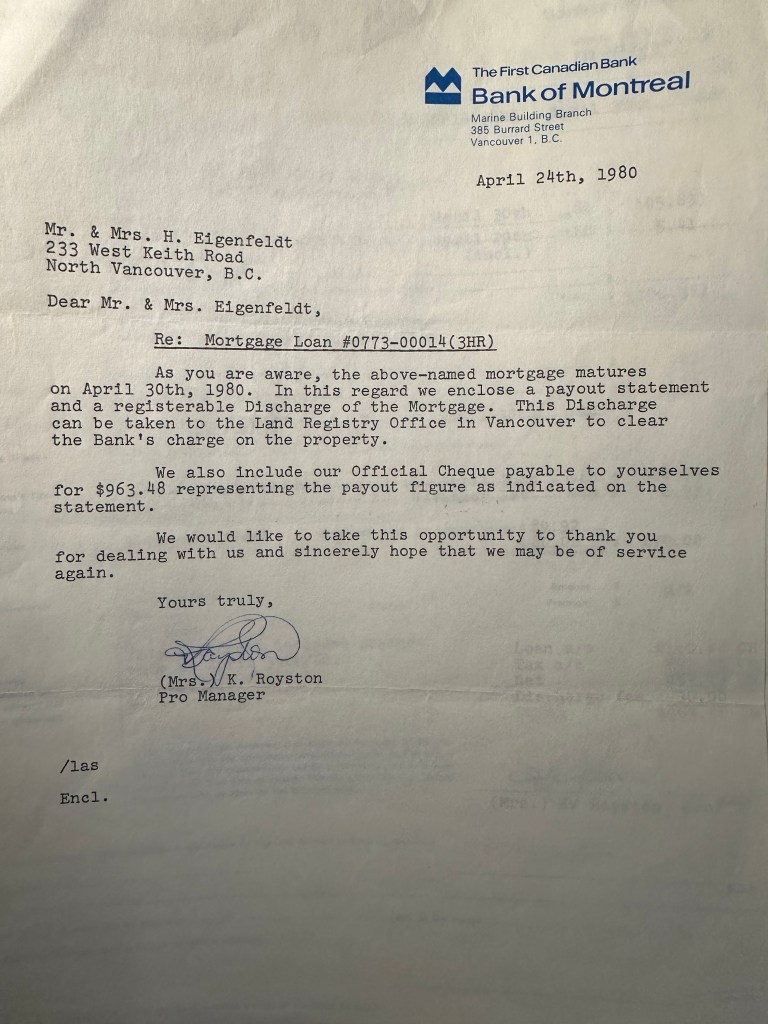 The First Canadian Bank
Bank of Montreal
Marine Building Branch
385 Burrard Street
Vancouver 1, B.C.
April 24th, 1980
Mr. & Mrs. H. Eigenfeldt
233 West Keith Road
North Vancouver, B.C.
Dear Mr. & Mrs. Eigenfeldt,
Re: Mortgage Loan #0773-00014(3HR)
As you are aware, the above-named mortgage matures
on April 30th, 1980. In this regard we enclose a payout statement
and a registerable Discharge of the Mortgage. This Discharge
can be taken to the Land Registry Office in Vancouver to clear
the Bank's charge on the property.
We also include our Official Cheque payable to yourselves
for $963.48 representing the payout figure as indicated on the
statement.
We would like to take this opportunity to thank you
for dealing with us and sincerely hope that we may be of service
again.
Yours truly,
(Mrs.) K. Royston
Pro Manager
/las
Encl.